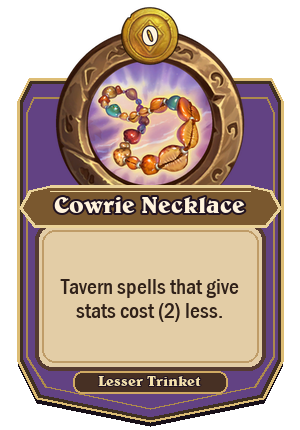 0
Cowrie Necklace
Tavern spells that give
stats cost (2) less.
Lesser Trinket